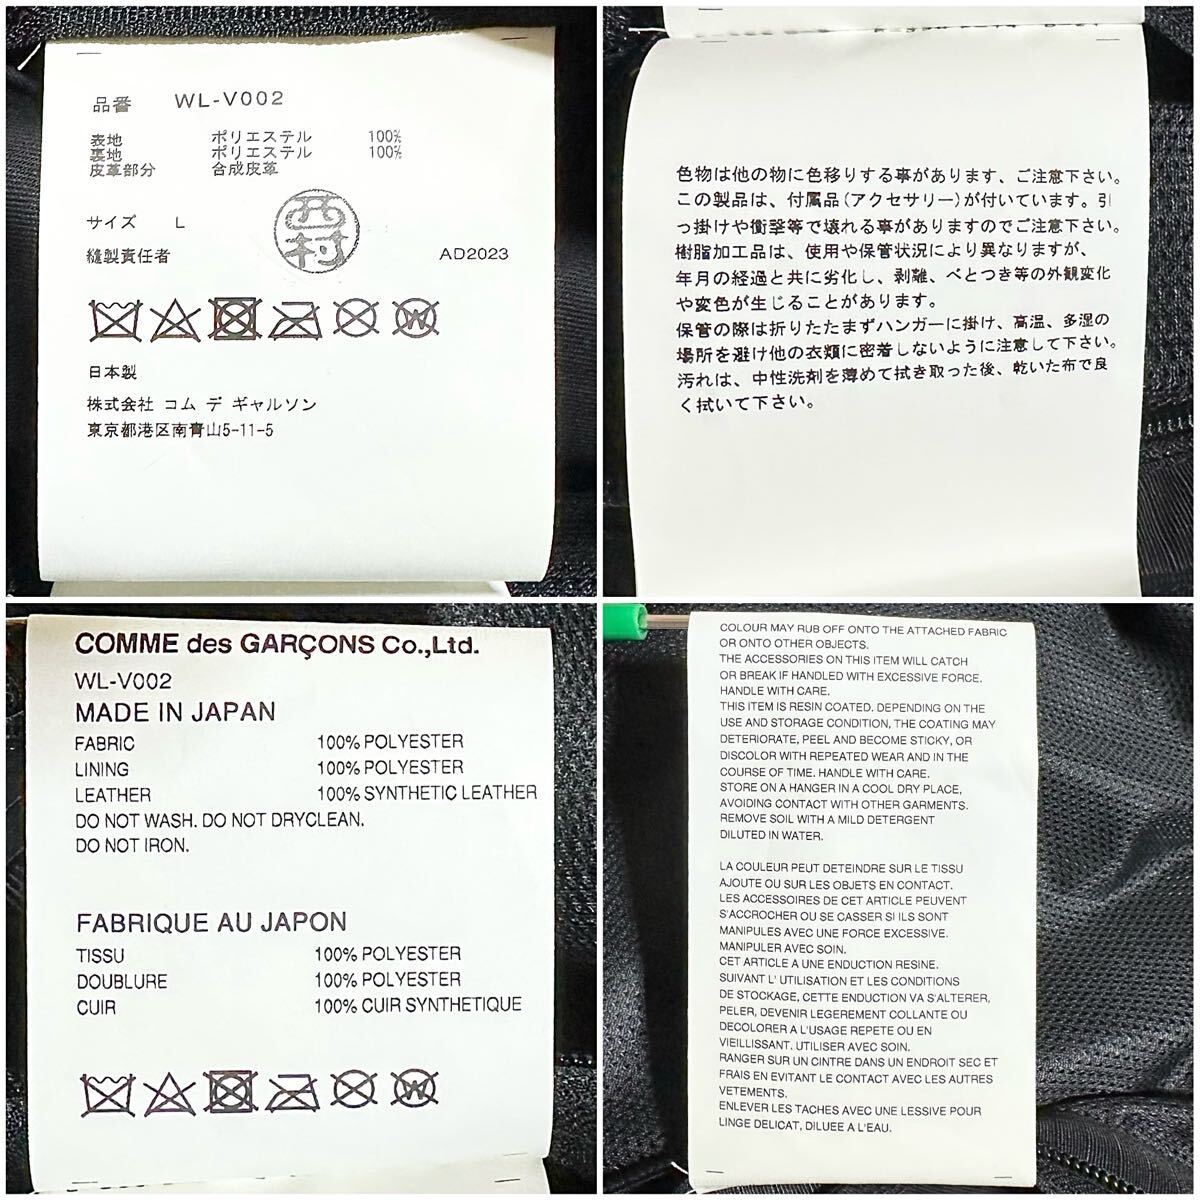 品番 WL-V002
表地 ポリエステル 100%
裏地 ポリエステル 100%
皮革部分 合成皮革
サイズ L
西村
縫製責任者 AD2023
日本製
株式会社 コム デ ギャルソン
東京都港区南青山5-11-5
色物は他の物に色移りする事があります、ご注意下さい。
この製品は、付属品(アクセサリー)が付いています。引
っ掛けや衝撃等で壊れる事がありますのでご注意下さい。
樹脂加工品は、使用や保管状況により異なりますが、
年月の経過と共に劣化し、剥離、べとつき等の外観変化
や変色が生じることがあります。
保管の際は折りたたまずハンガーに掛け、高温、多湿の
場所を避け他の衣類に密着しないように注意して下さい。
汚れは、中性洗剤を薄めて拭き取った後、乾いた布で良
く拭いて下さい。
COMME des GARÇONS Co.,Ltd.
WL-V002
MADE IN JAPAN
FABRIC 100% POLYESTER
LINING 100% POLYESTER
LEATHER 100% SYNTHETIC LEATHER
DO NOT WASH. DO NOT DRYCLEAN.
DO NOT IRON.
FABRIQUE AU JAPON
TISSU 100% POLYESTER
DOUBLURE 100% POLYESTER
CUIR 100% CUIR SYNTHETIQUE
COLOUR MAY RUB OFF ONTO THE ATTACHED FABRIC
OR ONTO OTHER OBJECTS.
THE ACCESSORIES ON THIS ITEM WILL CATCH
OR BREAK IF HANDLED WITH EXCESSIVE FORCE.
HANDLE WITH CARE.
THIS ITEM IS RESIN COATED. DEPENDING ON THE
USE AND STORAGE CONDITION, THE COATING MAY
DETERIORATE, PEEL AND BECOME STICKY, OR
DISCOLOR WITH REPEATED WEAR AND IN THE
COURSE OF TIME. HANDLE WITH CARE.
STORE ON A HANGER IN A COOL DRY PLACE,
AVOIDING CONTACT WITH OTHER GARMENTS.
REMOVE SOIL WITH A MILD DETERGENT
DILUTED IN WATER.
LA COULEUR PEUT DETEINDRE SUR LE TISSU
AJOUTE OU SUR LES OBJETS EN CONTACT.
LES ACCESSOIRES DE CET ARTICLE PEUVENT
S'ACCROCHER OU SE CASSER SI ILS SONT
MANIPULES AVEC UNE FORCE EXCESSIVE.
MANIPULER AVEC SOIN.
CET ARTICLE A UNE ENDUCTION RESINE.
SUIVANT L' UTILISATION ET LES CONDITIONS
DE STOCKAGE, CETTE ENDUCTION VA S'ALTERER,
PELER, DEVENIR LEGEREMENT COLLANTE OU
DECOLORER A L'USAGE REPETE OU EN
VIEILLISSANT. UTILISER AVEC SOIN.
RANGER SUR UN CINTRE DANS UN ENDROIT SEC ET
FRAIS EN EVITANT LE CONTACT AVEC LES AUTRES
VETEMENTS.
ENLEVER LES TACHES AVEC UNE LESSIVE POUR
LINGE DELICAT, DILUEE A L'EAU.